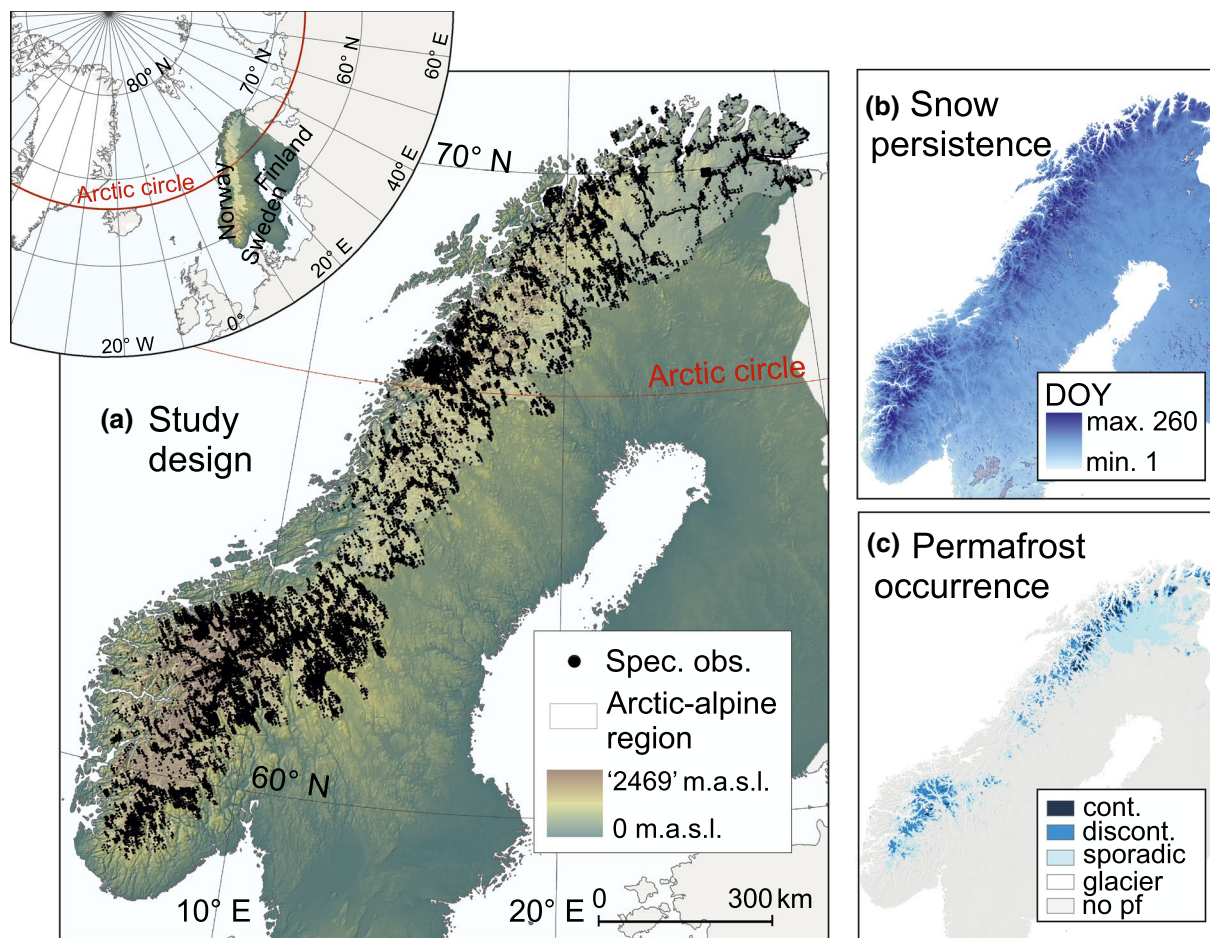 80° N
70° N
60° N
60° E
40° E
20° E
0°
20° W
Arctic circle
Norway
Sweden
Finland
70° N
Arctic circle
(a) Study
design
60° N
10° E
20° E
Spec. obs.
Arctic-alpine
region
‘2469’ m.a.s.l.
0 m.a.s.l.
0 300 km
(b) Snow
persistence
DOY
max. 260
min. 1
(c) Permafrost
occurrence
cont.
discont.
sporadic
glacier
no pf